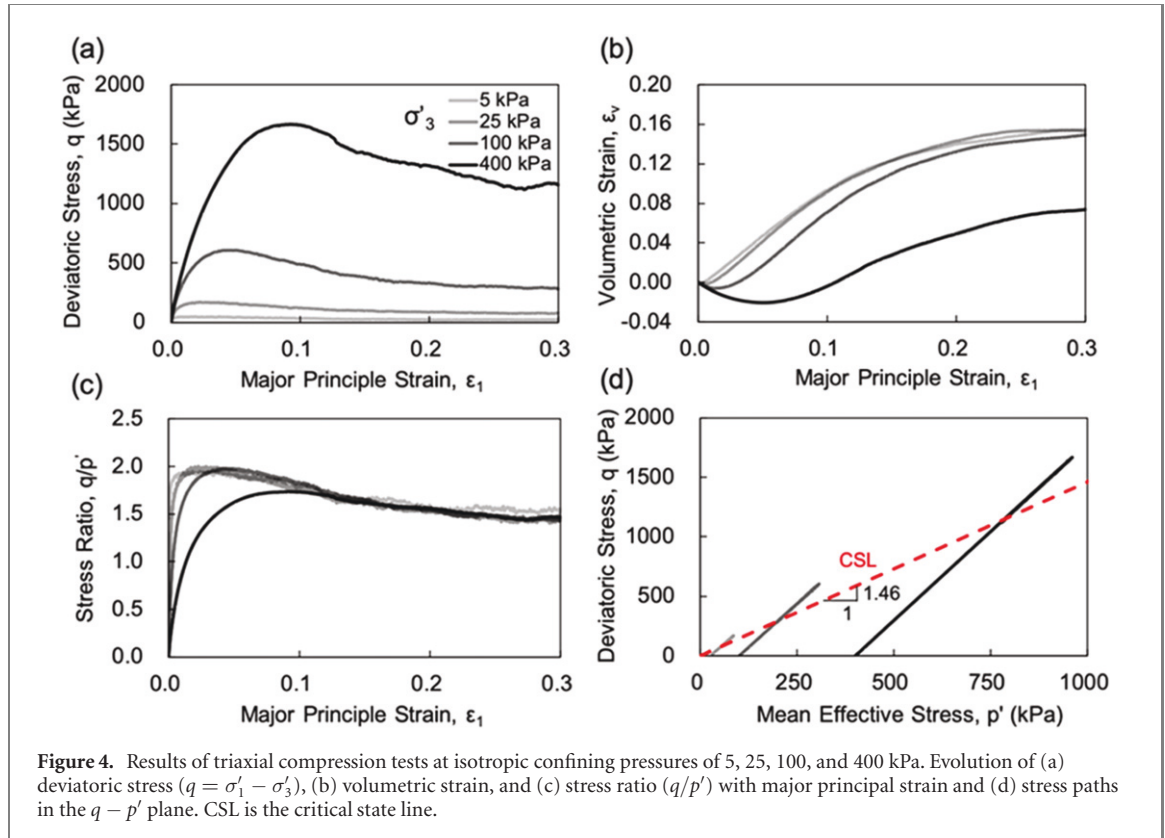 (a)
Deviatoric Stress, q (kPa)
2000
1500
1000
500
0
σ'3
5 kPa
25 kPa
100 kPa
400 kPa
0 0.1 0.2 0.3
Major Principle Strain, ε1
(b)
Volumetric Strain, εv
0.20
0.16
0.12
0.08
0.04
0.00
-0.04
0.0 0.1 0.2 0.3
Major Principle Strain, ε1
(c)
Stress Ratio, q/p'
2.5
2.0
1.5
1.0
0.5
0.0
0 0.1 0.2 0.3
Major Principle Strain, ε1
(d)
Deviatoric Stress, q (kPa)
2000
1500
1000
500
0
CSL
1.46
1
0 250 500 750 1000
Mean Effective Stress, p' (kPa)
Figure 4. Results of triaxial compression tests at isotropic confining pressures of 5, 25, 100, and 400 kPa. Evolution of (a)
deviatoric stress (q = σ′1 − σ′3), (b) volumetric strain, and (c) stress ratio (q/p′) with major principal strain and (d) stress paths
in the q − p′ plane. CSL is the critical state line.